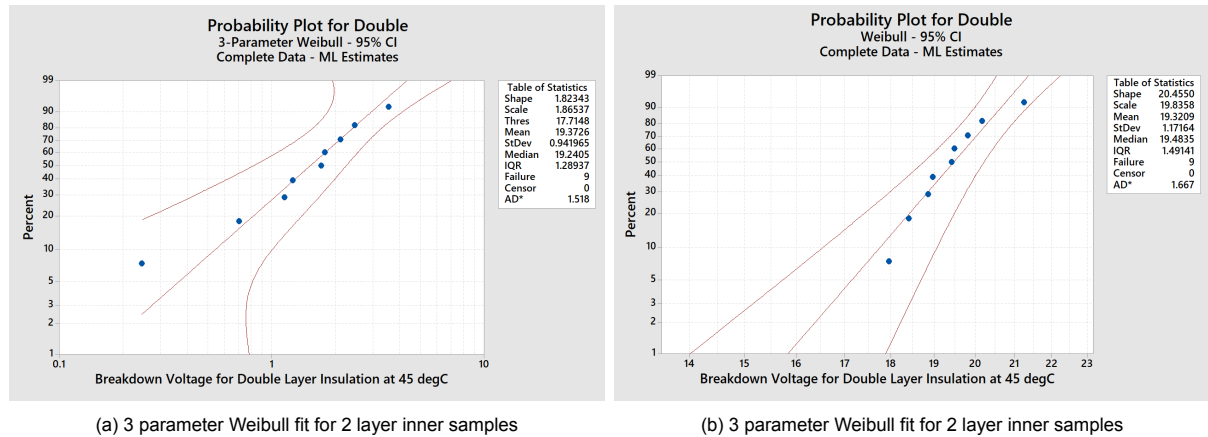 Probability Plot for Double
3-Parameter Weibull - 95% CI
Complete Data - ML Estimates
99
90
80
70
60
50
40
30
20
10
5
3
2
1
Percent
0.1
1
10
Breakdown Voltage for Double Layer Insulation at 45 degC
Table of Statistics
Shape 1.82343
Scale 1.86537
Thres 17.7148
Mean 19.3726
StDev 0.941965
Median 19.2405
IQR 1.28937
Failure 9
Censor 0
AD* 1.518
(a) 3 parameter Weibull fit for 2 layer inner samples
Probability Plot for Double
Weibull - 95% CI
Complete Data - ML Estimates
99
90
80
70
60
50
40
30
20
10
5
3
2
1
Percent
14 15 16 17 18 19 20 21 22 23
Breakdown Voltage for Double Layer Insulation at 45 degC
Table of Statistics
Shape 20.4550
Scale 19.8358
Mean 19.3209
StDev 1.17164
Median 19.4835
IQR 1.49141
Failure 9
Censor 0
AD* 1.667
(b) 3 parameter Weibull fit for 2 layer inner samples